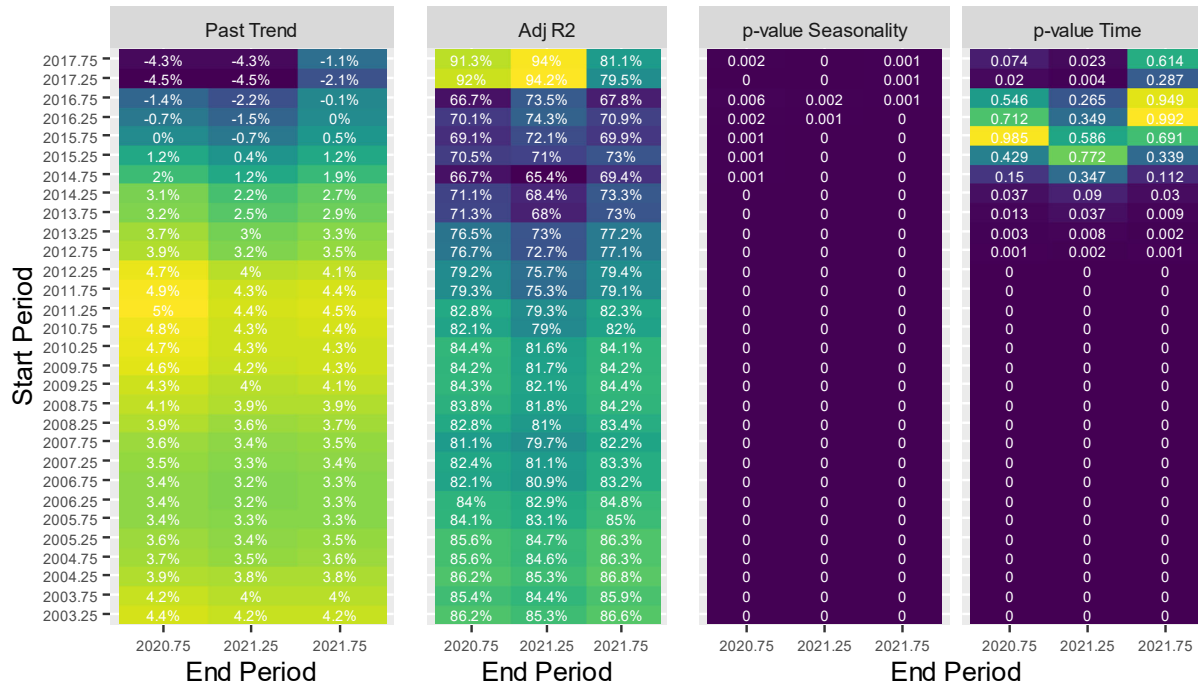 Past Trend Adj R2 p-value Seasonality p-value Time
2017.75 -4.3% -4.3% -1.1% 91.3% 94% 81.1% 0.002 0 0.001 0.074 0.023 0.614
2017.25 -4.5% -4.5% -2.1% 92% 94.2% 79.5% 0 0 0.001 0.02 0.004 0.287
2016.75 -1.4% -2.2% -0.1% 66.7% 73.5% 67.8% 0.006 0.002 0.001 0.546 0.265 0.949
2016.25 -0.7% -1.5% 0% 70.1% 74.3% 70.9% 0.002 0.001 0 0.712 0.349 0.992
2015.75 0% -0.7% 0.5% 69.1% 72.1% 69.9% 0.001 0 0 0.985 0.586 0.691
2015.25 1.2% 0.4% 1.2% 70.5% 71% 73% 0.001 0 0 0.429 0.772 0.339
2014.75 2% 1.2% 1.9% 66.7% 65.4% 69.4% 0.001 0 0 0.15 0.347 0.112
2014.25 3.1% 2.2% 2.7% 71.1% 68.4% 73.3% 0 0 0 0.037 0.09 0.03
2013.75 3.2% 2.5% 2.9% 71.3% 68% 73% 0 0 0 0.013 0.037 0.009
2013.25 3.7% 3% 3.3% 76.5% 73% 77.2% 0 0 0 0.003 0.008 0.002
2012.75 3.9% 3.2% 3.5% 76.7% 72.7% 77.1% 0 0 0 0.001 0.002 0.001
2012.25 4.7% 4% 4.1% 79.2% 75.7% 79.4% 0 0 0 0 0 0
2011.75 4.9% 4.3% 4.4% 79.3% 75.3% 79.1% 0 0 0 0 0 0
2011.25 5% 4.4% 4.5% 82.8% 79.3% 82.3% 0 0 0 0 0 0
2010.75 4.8% 4.3% 4.4% 82.1% 79% 82% 0 0 0 0 0 0
2010.25 4.7% 4.3% 4.3% 84.4% 81.6% 84.1% 0 0 0 0 0 0
2009.75 4.6% 4.2% 4.3% 84.2% 81.7% 84.2% 0 0 0 0 0 0
2009.25 4.3% 4% 4.1% 84.3% 82.1% 84.4% 0 0 0 0 0 0
2008.75 4.1% 3.9% 3.9% 83.8% 81.8% 84.2% 0 0 0 0 0 0
2008.25 3.9% 3.6% 3.7% 82.8% 81% 83.4% 0 0 0 0 0 0
2007.75 3.6% 3.4% 3.5% 81.1% 79.7% 82.2% 0 0 0 0 0 0
2007.25 3.5% 3.3% 3.4% 82.4% 81.1% 83.3% 0 0 0 0 0 0
2006.75 3.4% 3.2% 3.3% 82.1% 80.9% 83.2% 0 0 0 0 0 0
2006.25 3.4% 3.2% 3.3% 84% 82.9% 84.8% 0 0 0 0 0 0
2005.75 3.4% 3.3% 3.3% 84.1% 83.1% 85% 0 0 0 0 0 0
2005.25 3.6% 3.4% 3.5% 85.6% 84.7% 86.3% 0 0 0 0 0 0
2004.75 3.7% 3.5% 3.6% 85.6% 84.6% 86.3% 0 0 0 0 0 0
2004.25 3.9% 3.8% 3.8% 86.2% 85.3% 86.8% 0 0 0 0 0 0
2003.75 4.2% 4% 4% 85.4% 84.4% 85.9% 0 0 0 0 0 0
2003.25 4.4% 4.2% 4.2% 86.2% 85.3% 86.6% 0 0 0 0 0 0
Start Period
2020.75 2021.25 2021.75 2020.75 2021.25 2021.75 2020.75 2021.25 2021.75 2020.75 2021.25 2021.75
End Period End Period End Period